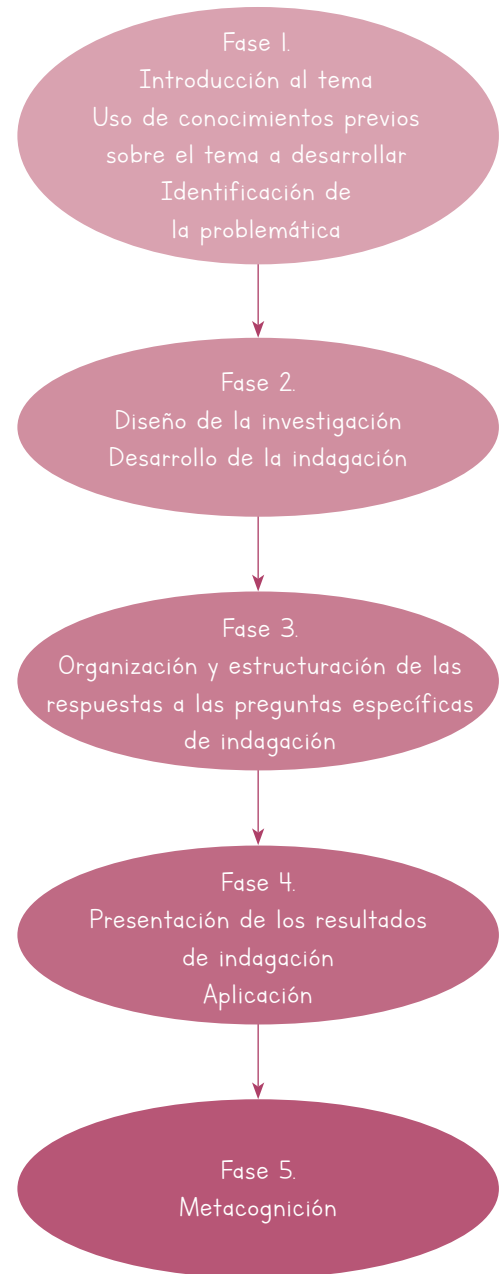 Fase 1.
Introducción al tema
Uso de conocimientos previos
sobre el tema a desarrollar
Identificación de
la problemática
Fase 2.
Diseño de la investigación
Desarrollo de la indagación
Fase 3.
Organización y estructuración de las
respuestas a las preguntas específicas
de indagación
Fase 4.
Presentación de los resultados
de indagación
Aplicación
Fase 5.
Metacognición